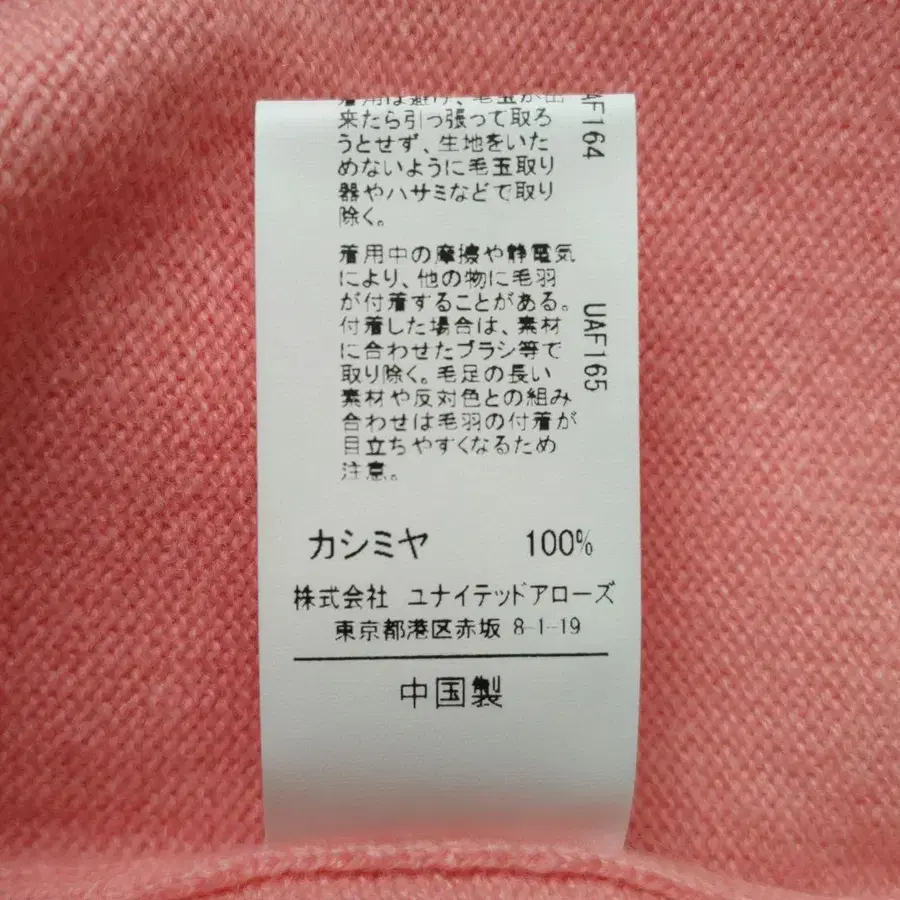 着用は避け、毛玉が出
来たら引っ張って取ろ
うとせず、生地をいた
めないように毛玉取り
器やハサミなどで取り
除く。
着用中の摩擦や静電気
により、他の物に毛羽
が付着することがある。
付着した場合は、素材
に合わせたブラシ等で
取り除く。毛足の長い
素材や反対色との組み
合わせは毛羽の付着が
目立ちやすくなるため
注意。
AF164
UAF165
カシミヤ 100%
株式会社 ユナイテッドアローズ
東京都港区赤坂 8-1-19
中国製